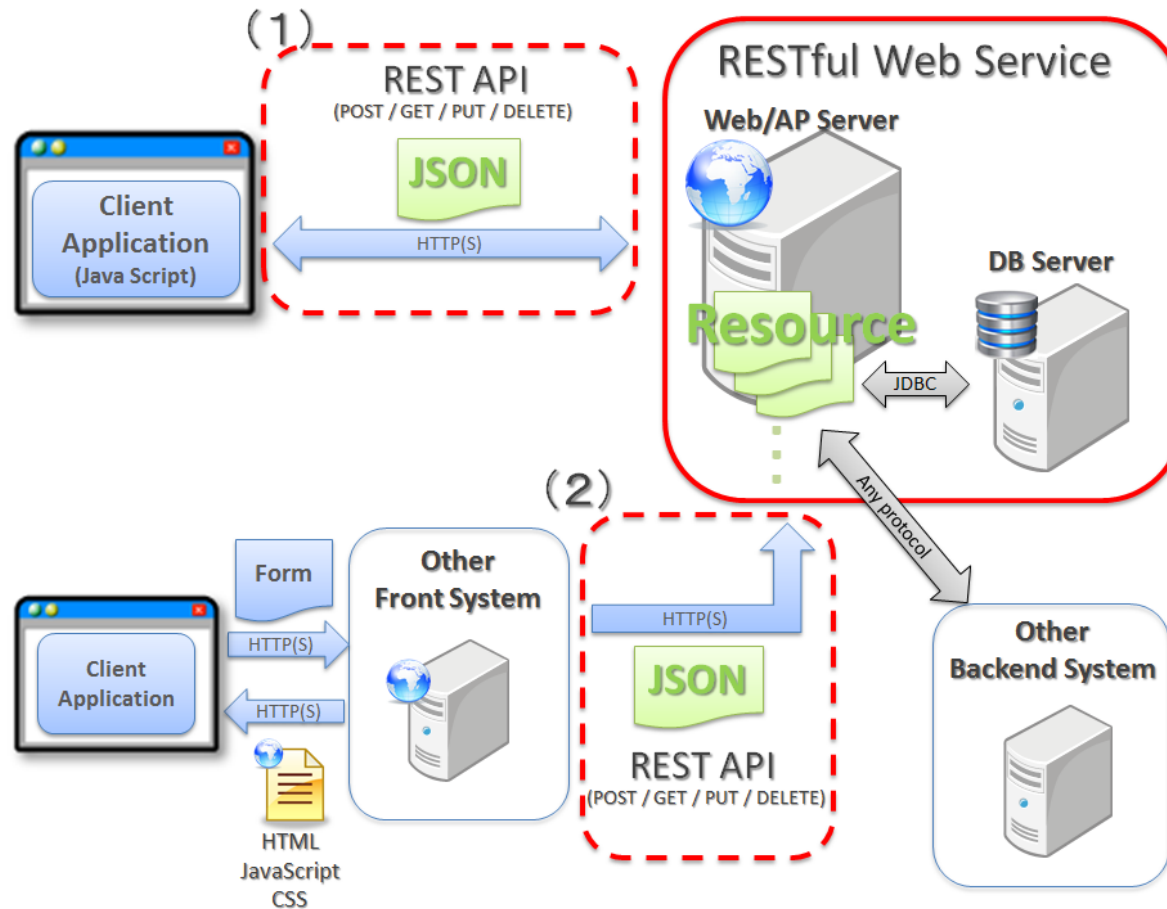 （1）
REST API
(POST / GET / PUT / DELETE)
JSON
HTTP(S)
Client
Application
(Java Script)
RESTful Web Service
Web/AP Server
DB Server
Resource
JDBC
Any protocol
（2）
Form
HTTP(S)
HTTP(S)
Client
Application
HTML
JavaScript
CSS
Other
Front System
HTTP(S)
JSON
REST API
(POST / GET / PUT / DELETE)
Other
Backend System